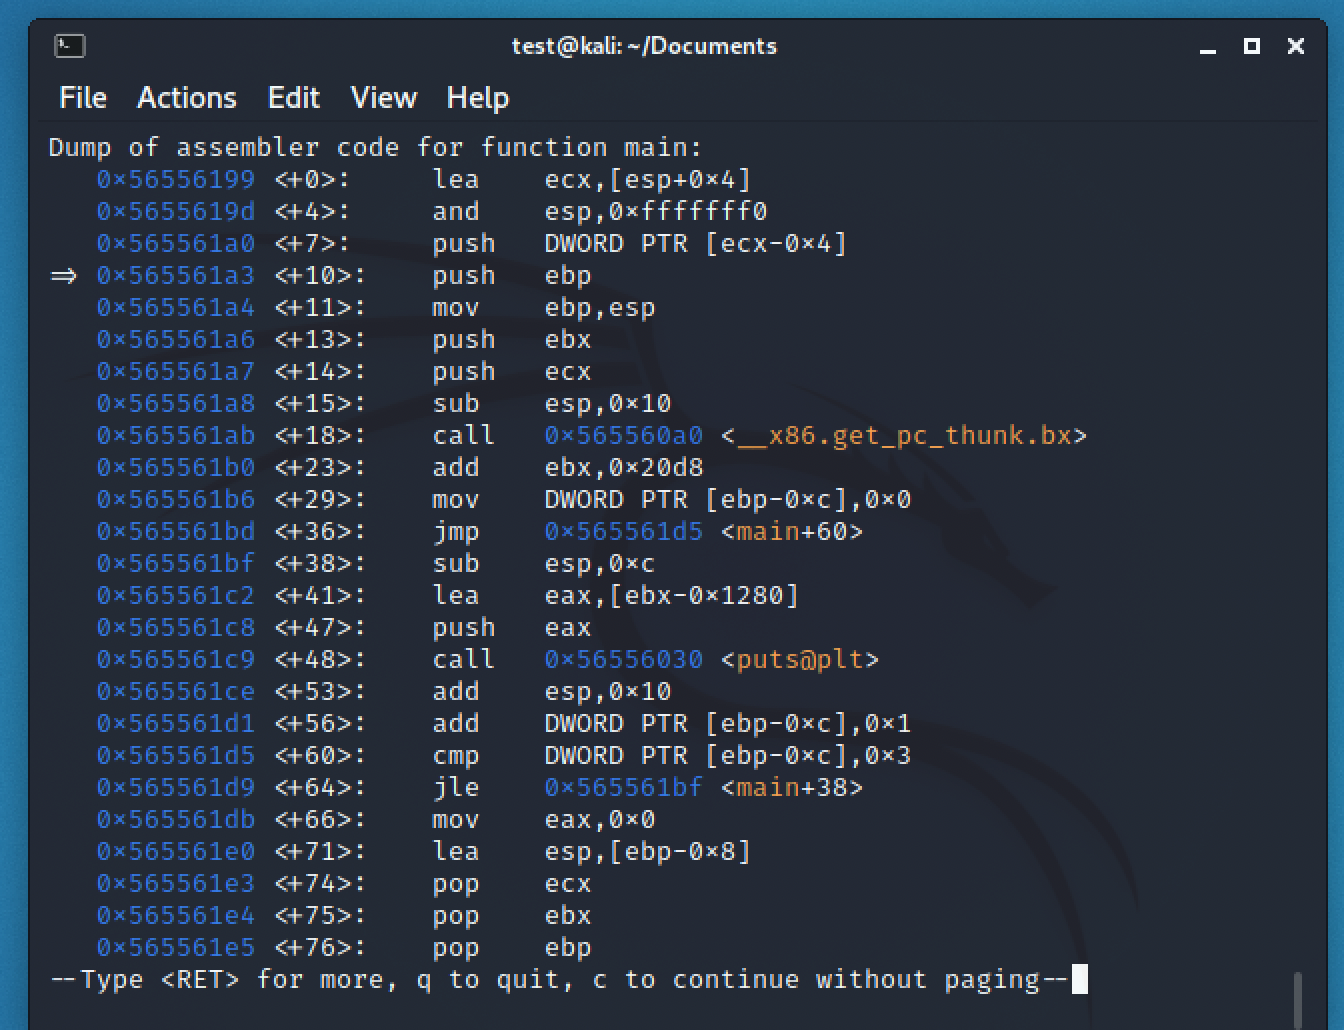 test@kali: ~/Documents
File Actions Edit View Help
Dump of assembler code for function main:
   0x56556199 <+0>:     lea    ecx,[esp+0x4]
   0x5655619d <+4>:     and    esp,0xfffffff0
   0x565561a0 <+7>:     push   DWORD PTR [ecx-0x4]
=> 0x565561a3 <+10>:    push   ebp
   0x565561a4 <+11>:    mov    ebp,esp
   0x565561a6 <+13>:    push   ebx
   0x565561a7 <+14>:    push   ecx
   0x565561a8 <+15>:    sub    esp,0x10
   0x565561ab <+18>:    call   0x565560a0 <__x86.get_pc_thunk.bx>
   0x565561b0 <+23>:    add    ebx,0x20d8
   0x565561b6 <+29>:    mov    DWORD PTR [ebp-0xc],0x0
   0x565561bd <+36>:    jmp    0x565561d5 <main+60>
   0x565561bf <+38>:    sub    esp,0xc
   0x565561c2 <+41>:    lea    eax,[ebx-0x1280]
   0x565561c8 <+47>:    push   eax
   0x565561c9 <+48>:    call   0x56556030 <puts@plt>
   0x565561ce <+53>:    add    esp,0x10
   0x565561d1 <+56>:    add    DWORD PTR [ebp-0xc],0x1
   0x565561d5 <+60>:    cmp    DWORD PTR [ebp-0xc],0x3
   0x565561d9 <+64>:    jle    0x565561bf <main+38>
   0x565561db <+66>:    mov    eax,0x0
   0x565561e0 <+71>:    lea    esp,[ebp-0x8]
   0x565561e3 <+74>:    pop    ecx
   0x565561e4 <+75>:    pop    ebx
   0x565561e5 <+76>:    pop    ebp
--Type <RET> for more, q to quit, c to continue without paging--